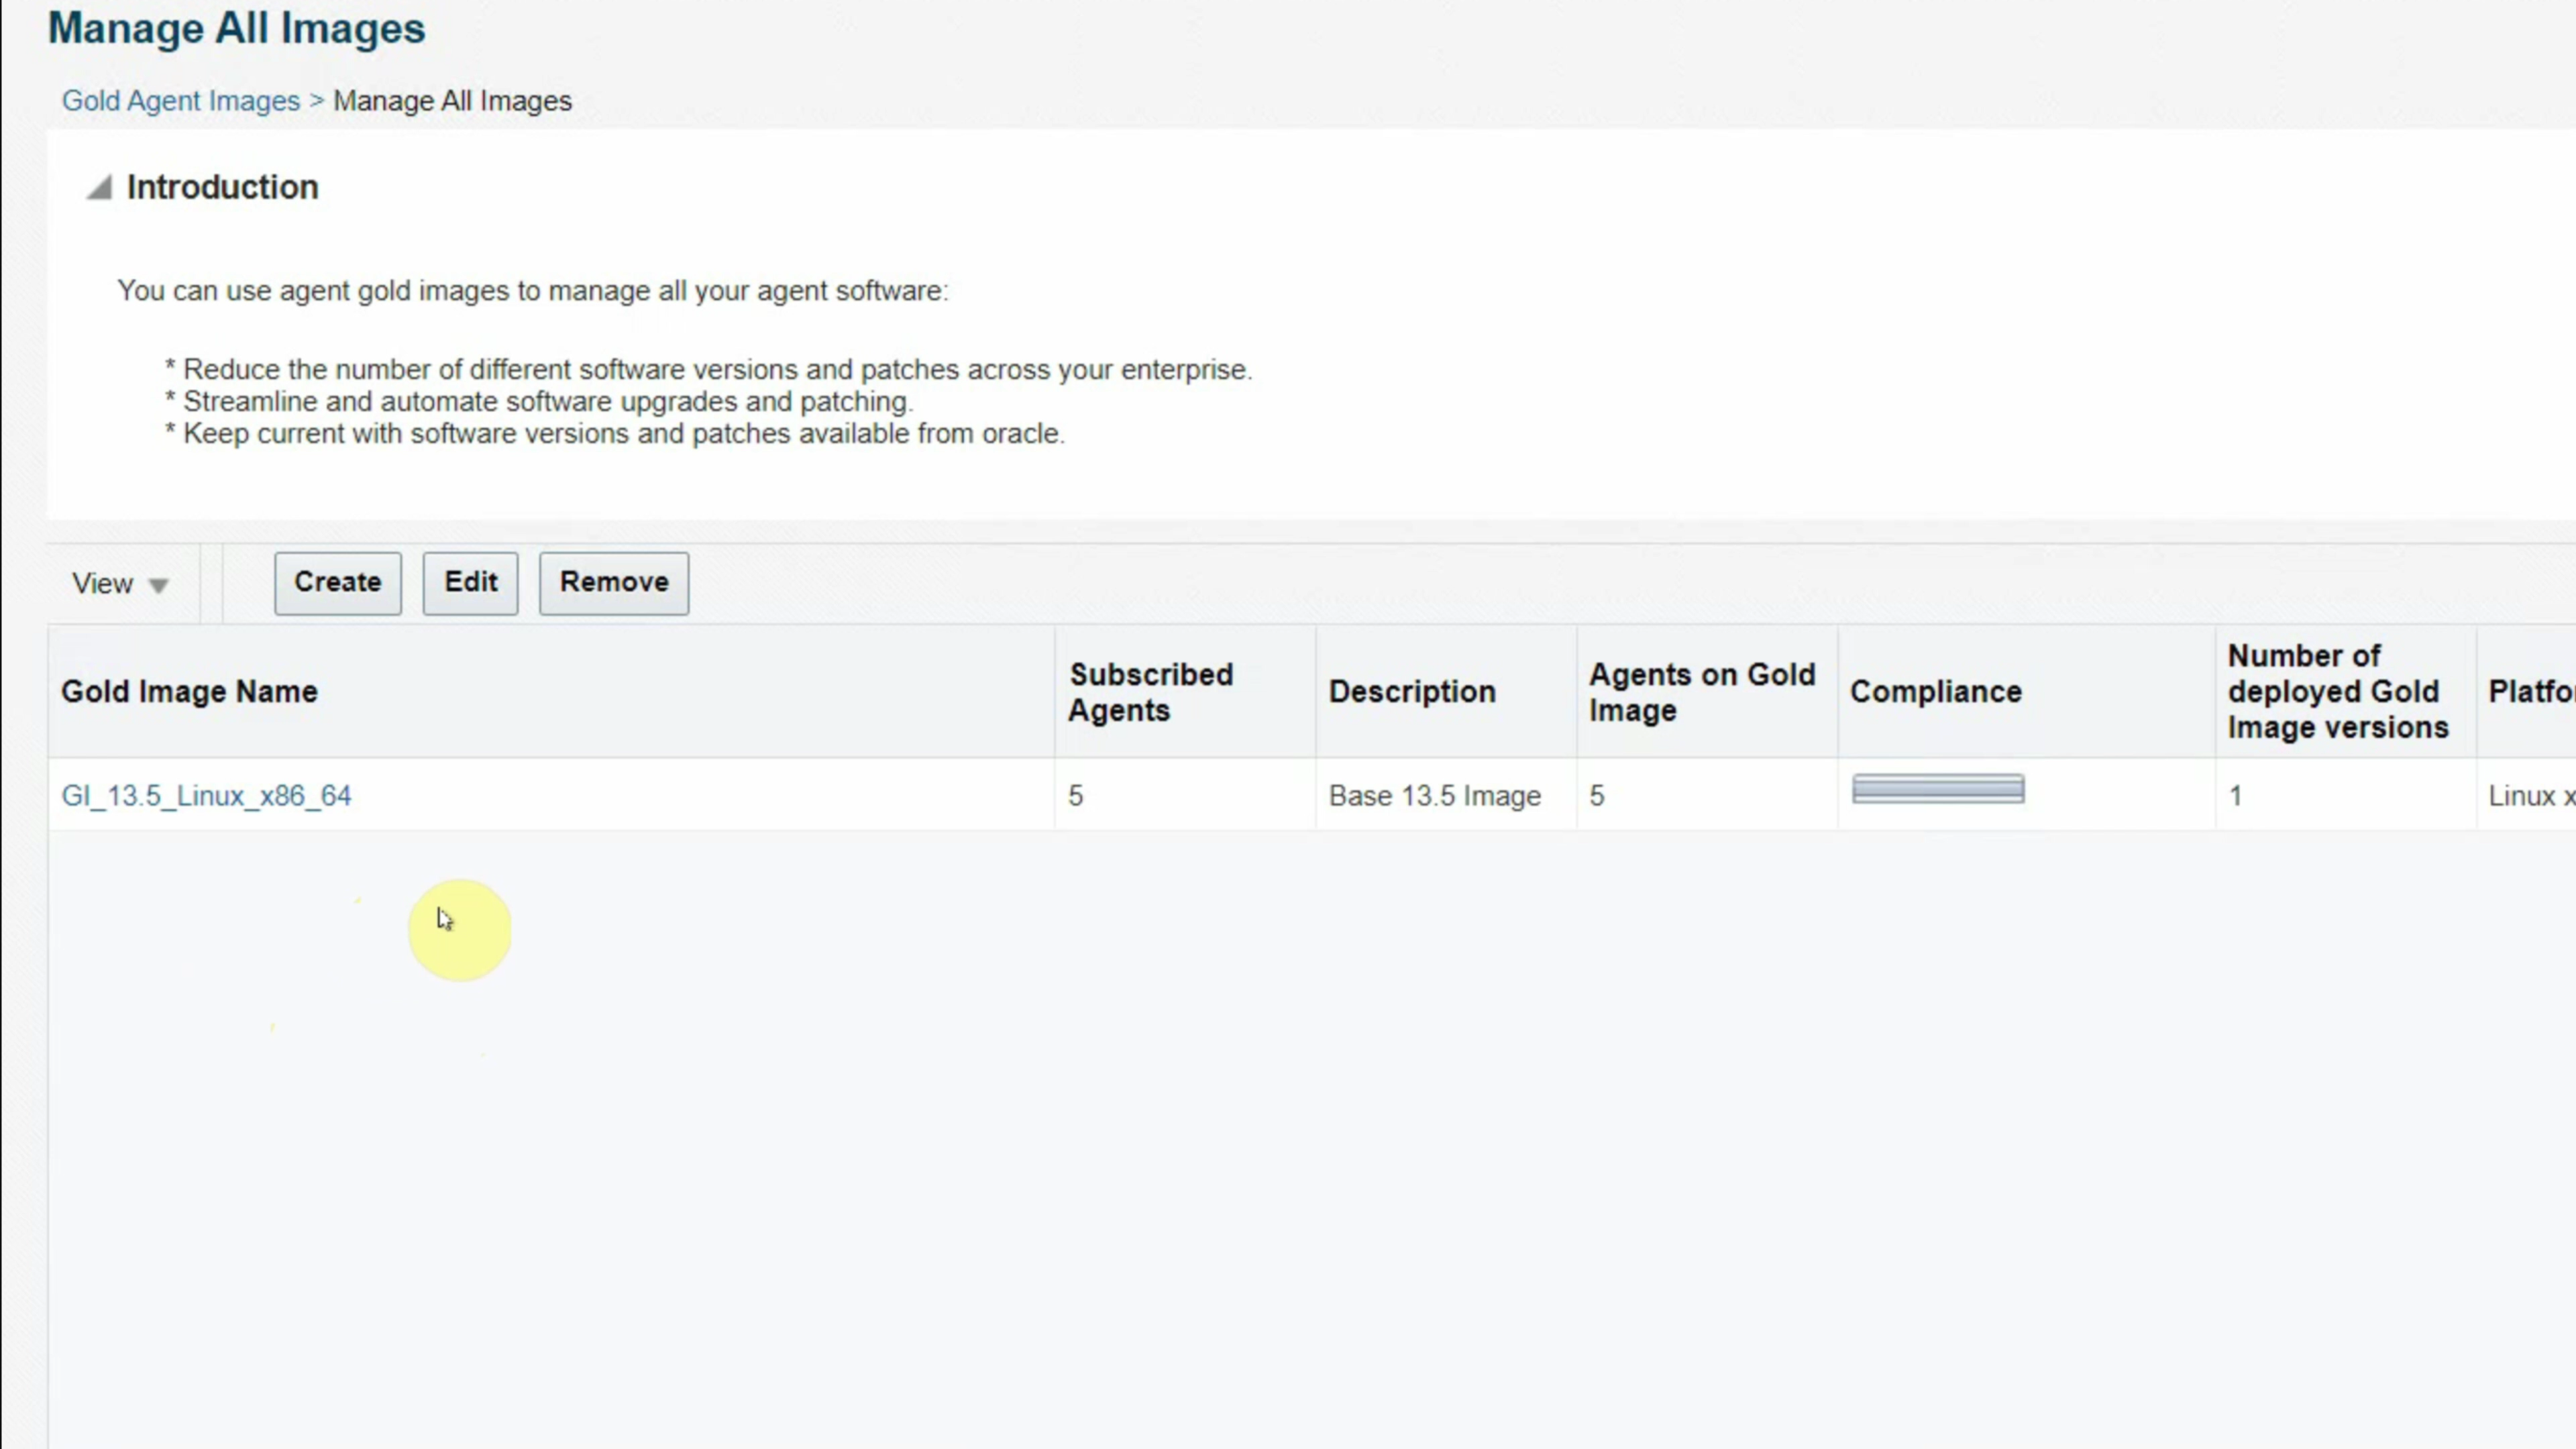 Manage All Images
Gold Agent Images > Manage All Images
Introduction
You can use agent gold images to manage all your agent software:
* Reduce the number of different software versions and patches across your enterprise.
* Streamline and automate software upgrades and patching.
* Keep current with software versions and patches available from oracle.
View Create Edit Remove
Gold Image Name
Subscribed
Agents
Description
Agents on Gold
Image
Compliance
Number of
deployed Gold
Image versions
GI_13.5_Linux_x86_64 5 Base 13.5 Image 5 1 Linux